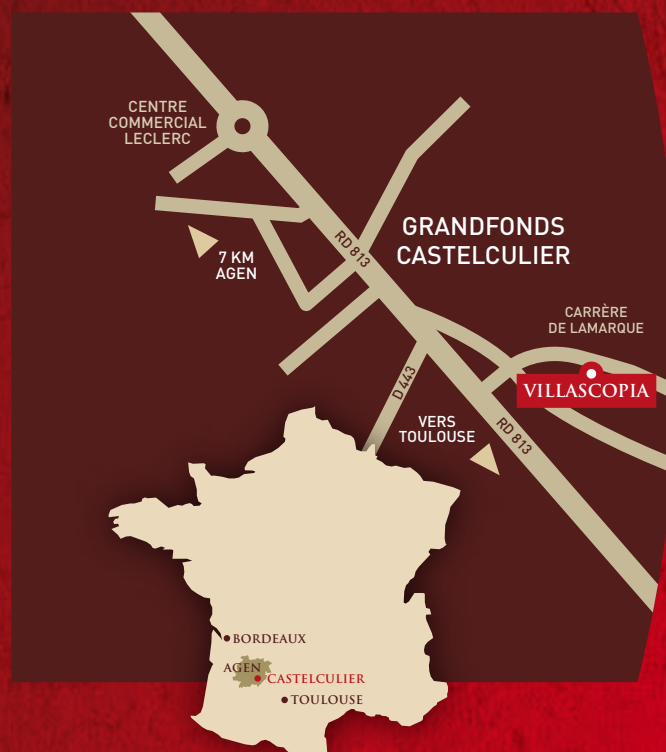 CENTRE
COMMERCIAL
LECLERC
RD 813
GRANDFONDS
CASTELCULIER
7 KM
AGEN
CARRÈRE
DE LAMARQUE
VILLASCOPIA
D 443
VERS
TOULOUSE
RD 813
BORDEAUX
AGEN
CASTELCULIER
TOULOUSE